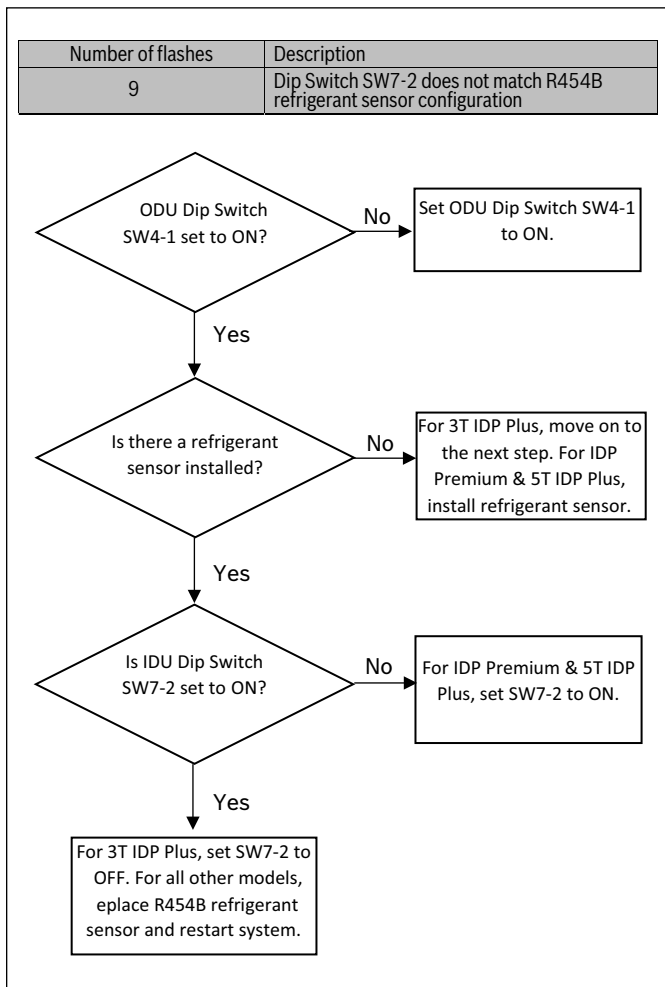 Number of flashes Description
9 Dip Switch SW7-2 does not match R454B
refrigerant sensor configuration
ODU Dip Switch
SW4-1 set to ON?
No
Set ODU Dip Switch SW4-1
to ON.
Yes
Is there a refrigerant
sensor installed?
No
For 3T IDP Plus, move on to
the next step. For IDP
Premium & 5T IDP Plus,
install refrigerant sensor.
Yes
Is IDU Dip Switch
SW7-2 set to ON?
No
For IDP Premium & 5T IDP
Plus, set SW7-2 to ON.
Yes
For 3T IDP Plus, set SW7-2 to
OFF. For all other models,
eplace R454B refrigerant
sensor and restart system.